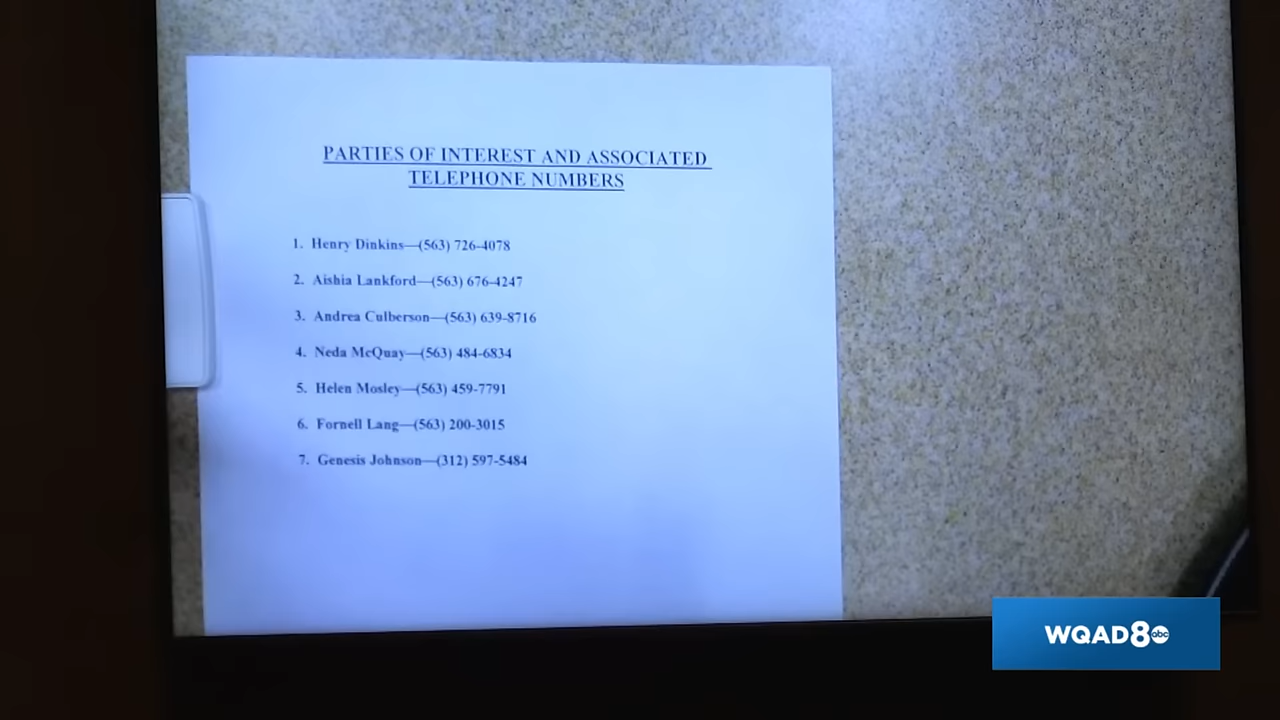 PARTIES OF INTEREST AND ASSOCIATED
TELEPHONE NUMBERS
1. Henry Dinkins—(563) 726-4078
2. Aishia Lankford—(563) 676-4247
3. Andrea Culberson—(563) 639-8716
4. Neda McQuay—(563) 484-6834
5. Helen Mosley—(563) 459-7791
6. Fornell Lang—(563) 200-3015
7. Genesis Johnson—(312) 597-5484
WQAD8 abc